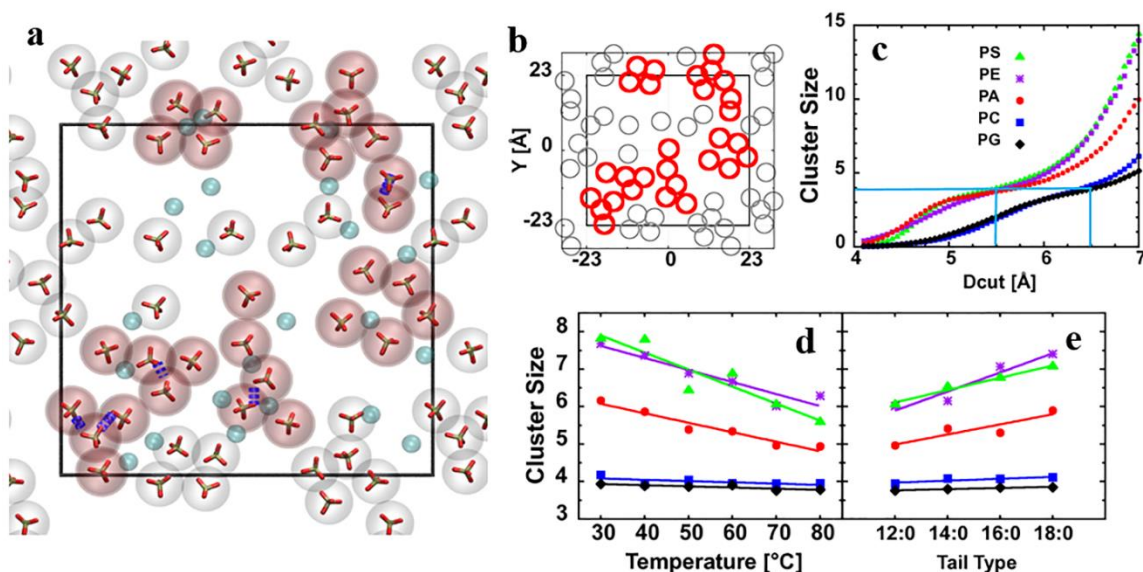 a
b
23
0
-23
Y [Å]
-23
0
23
c
PS
PE
PA
PC
PG
15
10
5
0
Cluster Size
4
5
6
7
Dcut [Å]
d
8
7
6
5
4
3
Cluster Size
30 40 50 60 70 80
Temperature [°C]
e
12:0 14:0 16:0 18:0
Tail Type